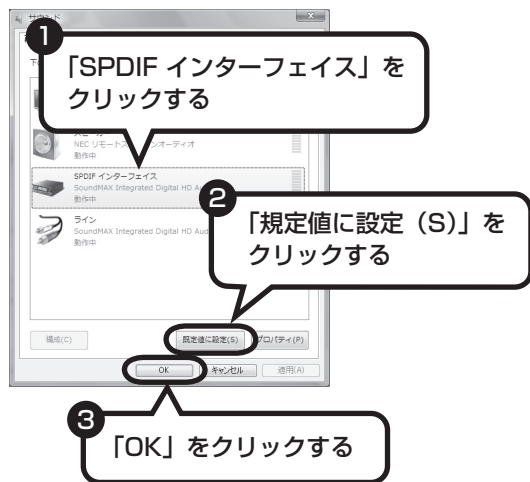 サウンド
1
「SPDIF インターフェイス」を
クリックする
NEC リモート
オーディオ
動作中
SPDIF インターフェイス
SoundMAX Integrated Digital HD
動作中
ライン
SoundMAX Integrated Digital HD Aud
動作中
2
「規定値に設定（S）」を
クリックする
構成(C)
既定値に設定(S)
プロパティ(P)
OK
キャンセル
適用(A)
3
「OK」をクリックする